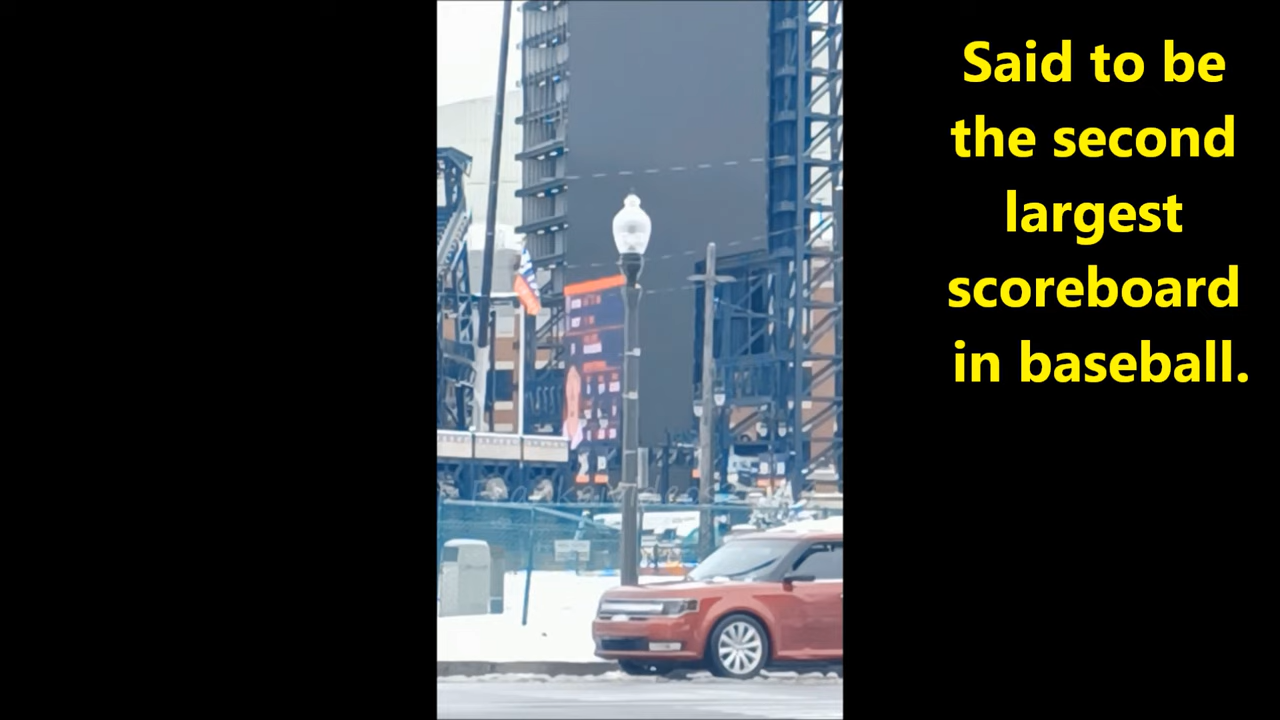 Said to be
the second
largest
scoreboard
in baseball.